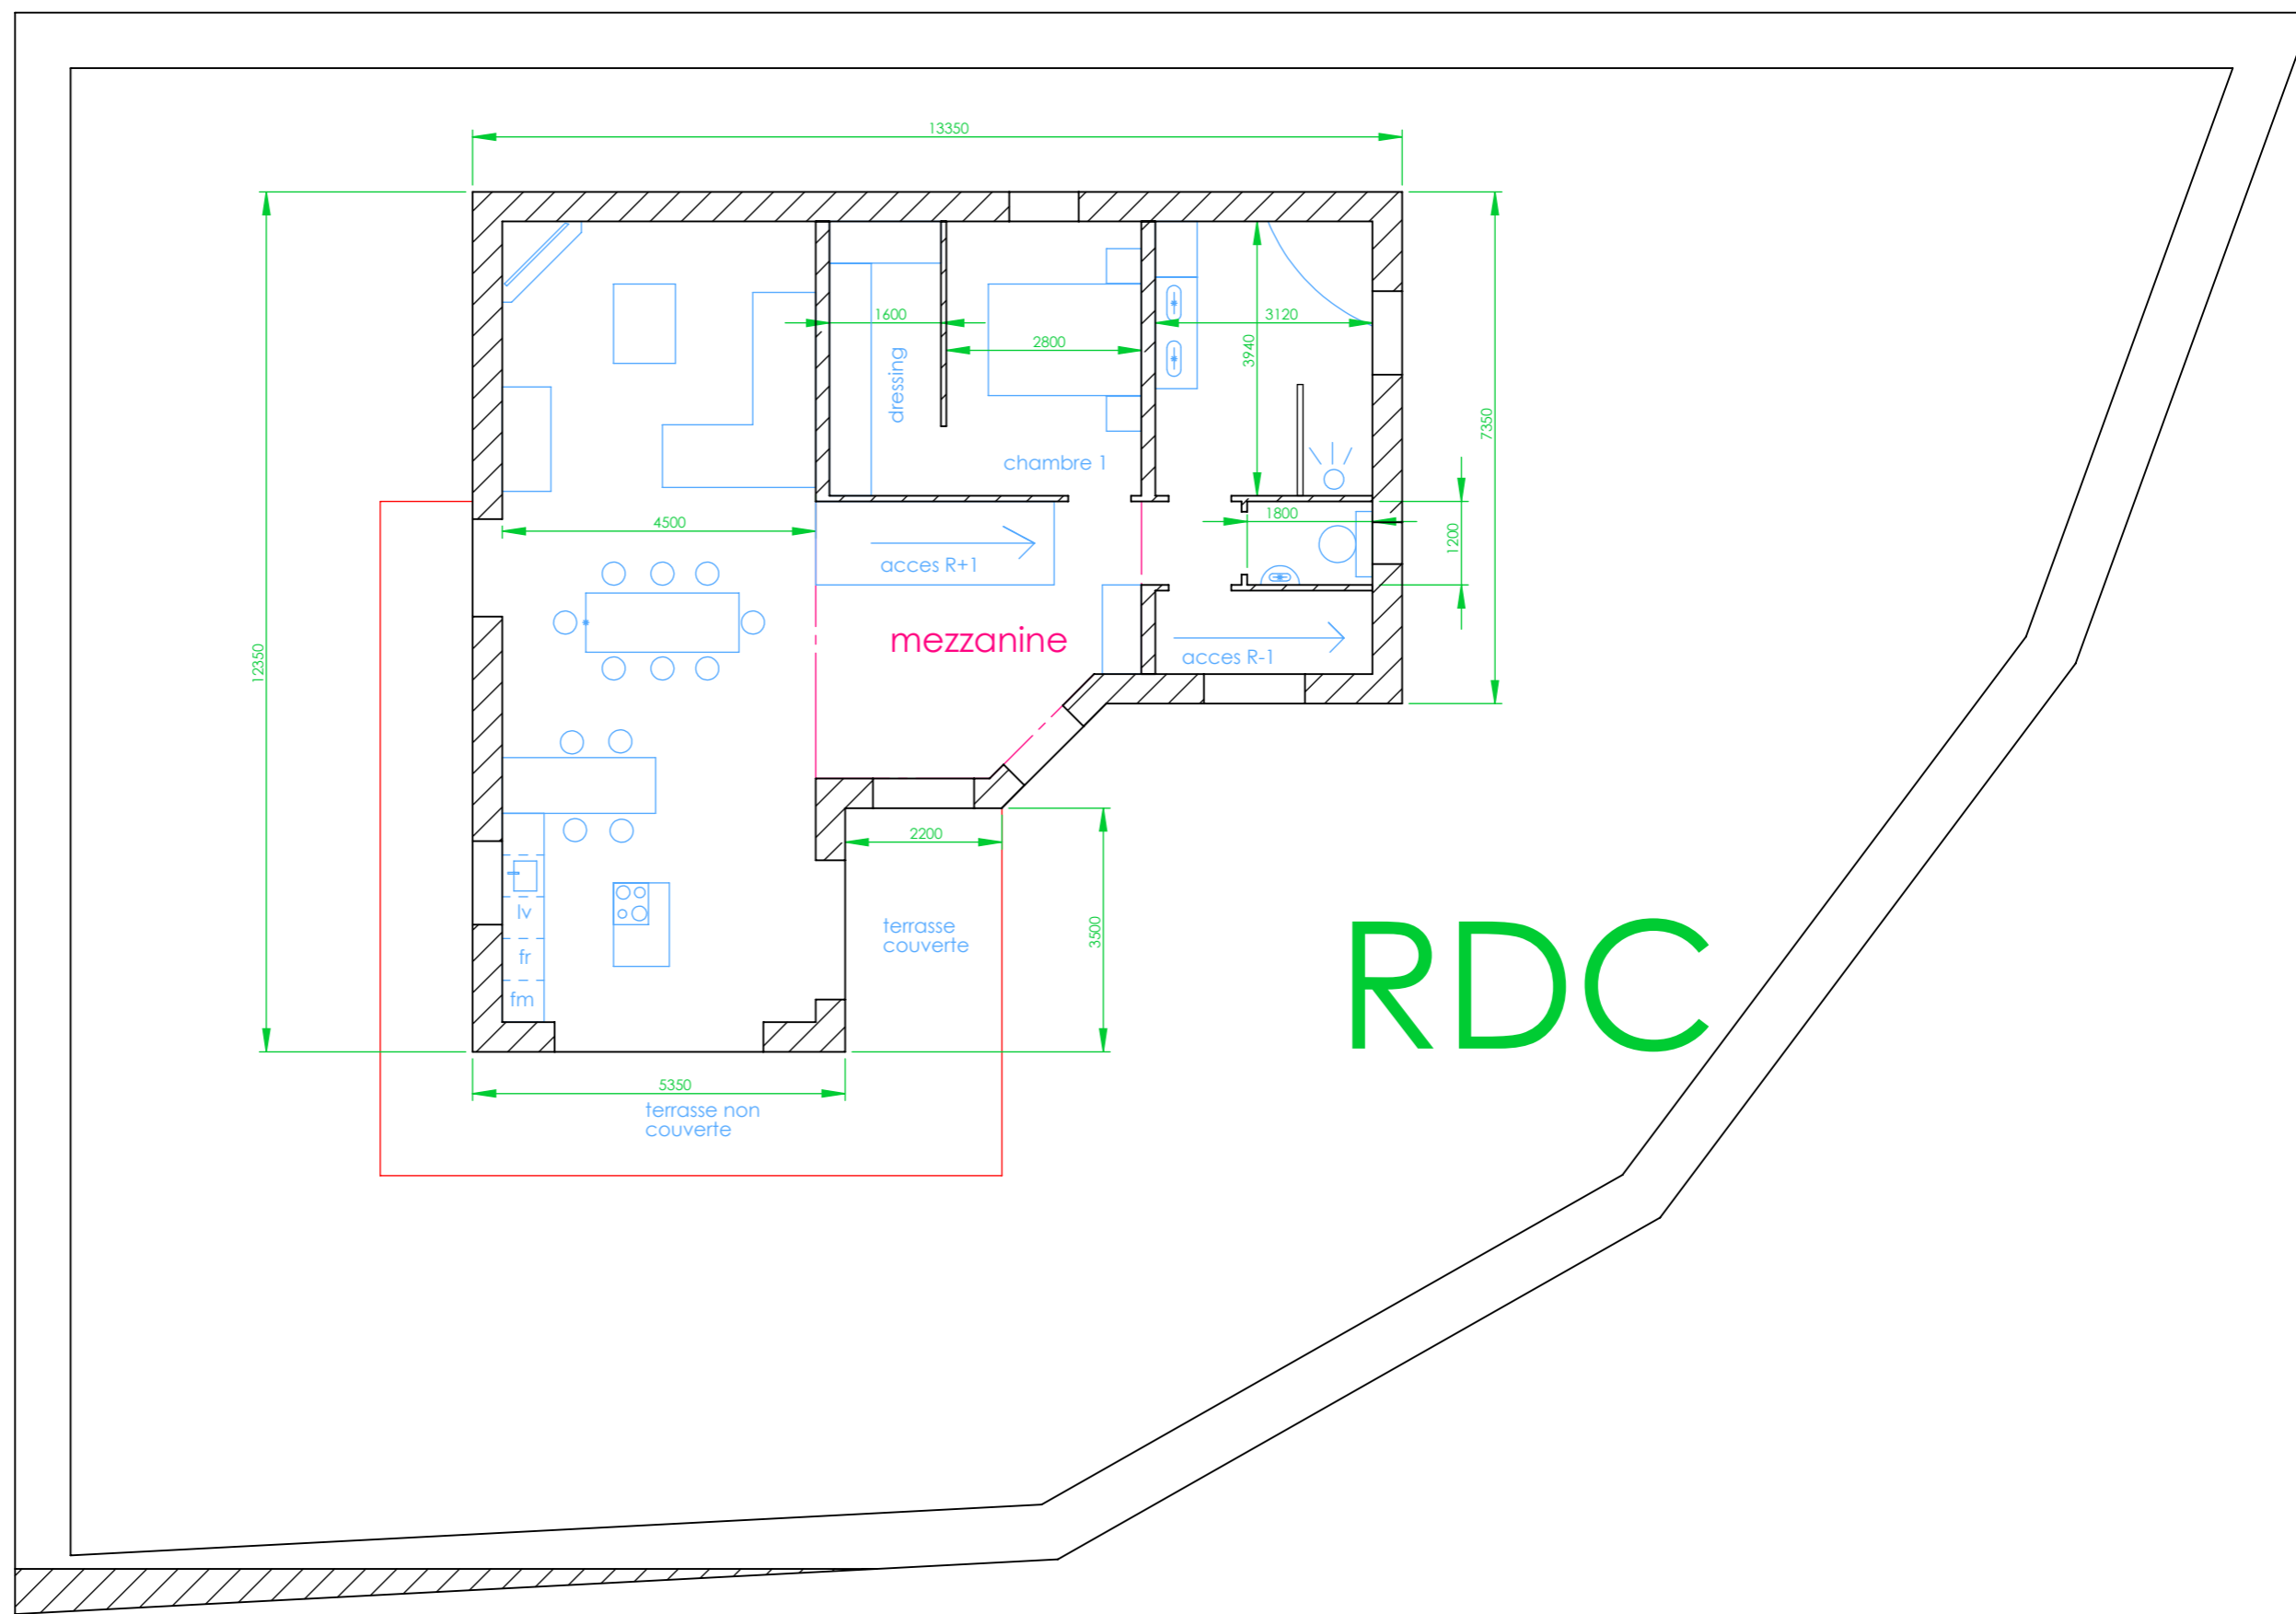 13350
1600
2800
3120
3940
dressing
7350
chambre 1
4500
1800
1200
acces R+1
mezzanine
acces R-1
12350
2200
3500
lv
fr
fm
terrasse
couverte
RDC
5350
terrasse non
couverte